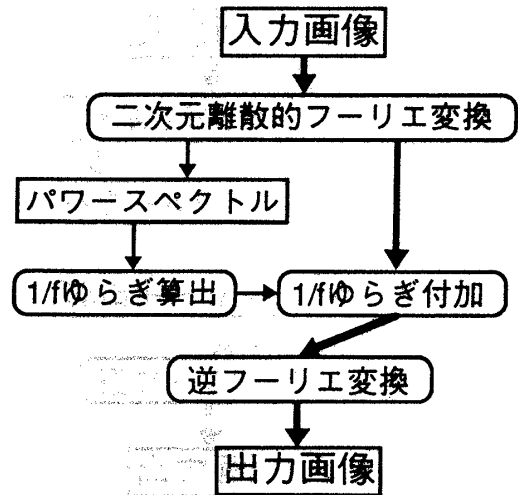 入力画像
二次元離散的フーリエ変換
パワースペクトル
1/fゆらぎ算出
1/fゆらぎ付加
逆フーリエ変換
出力画像